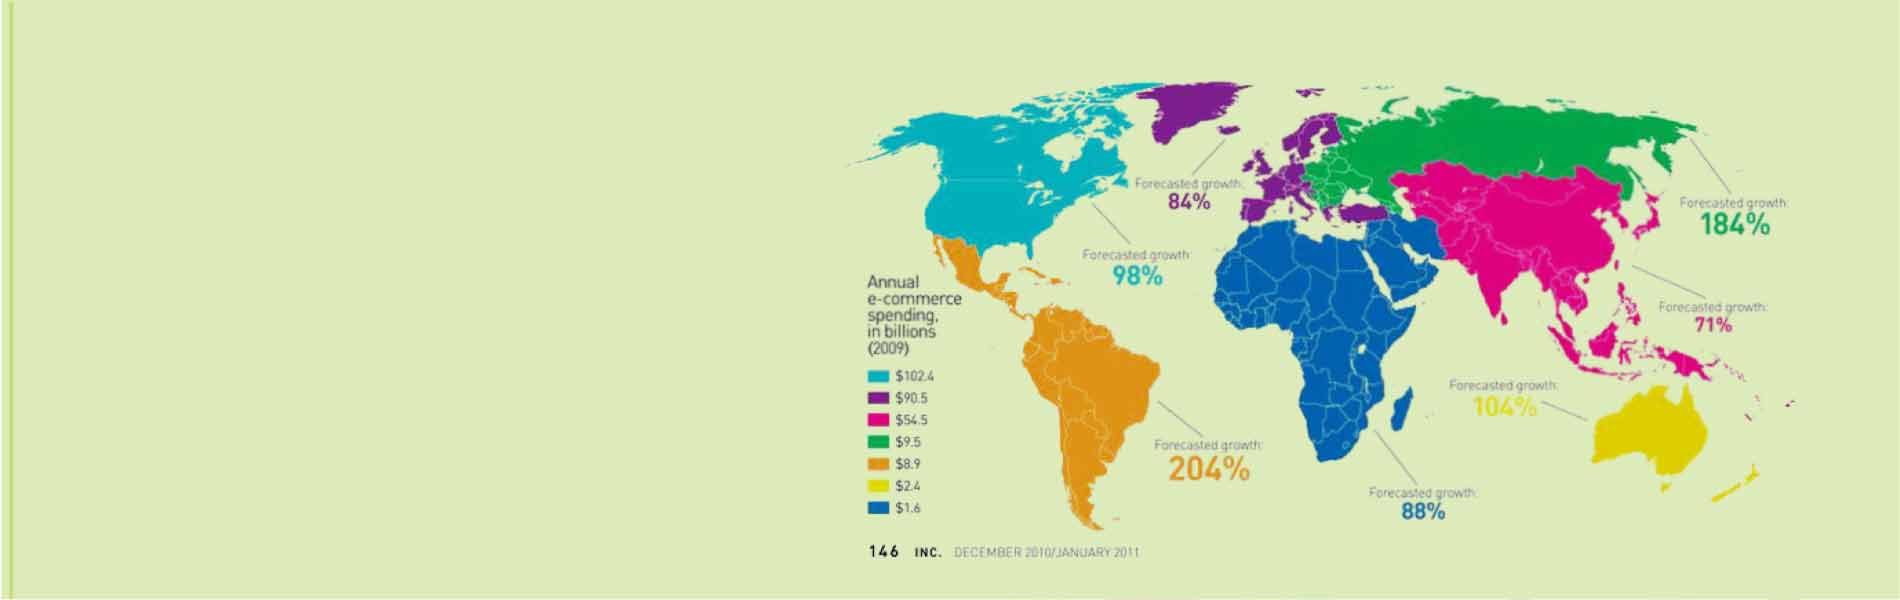 Forecasted growth:
84%
Forecasted growth:
184%
Forecasted growth:
98%
Annual
e-commerce
spending,
in billions
(2009)
$102.4
$90.5
$54.5
$9.5
$8.9
$2.4
$1.6
Forecasted growth:
71%
Forecasted growth:
104%
Forecasted growth:
204%
Forecasted growth:
88%
146 INC. DECEMBER 2010/JANUARY 2011